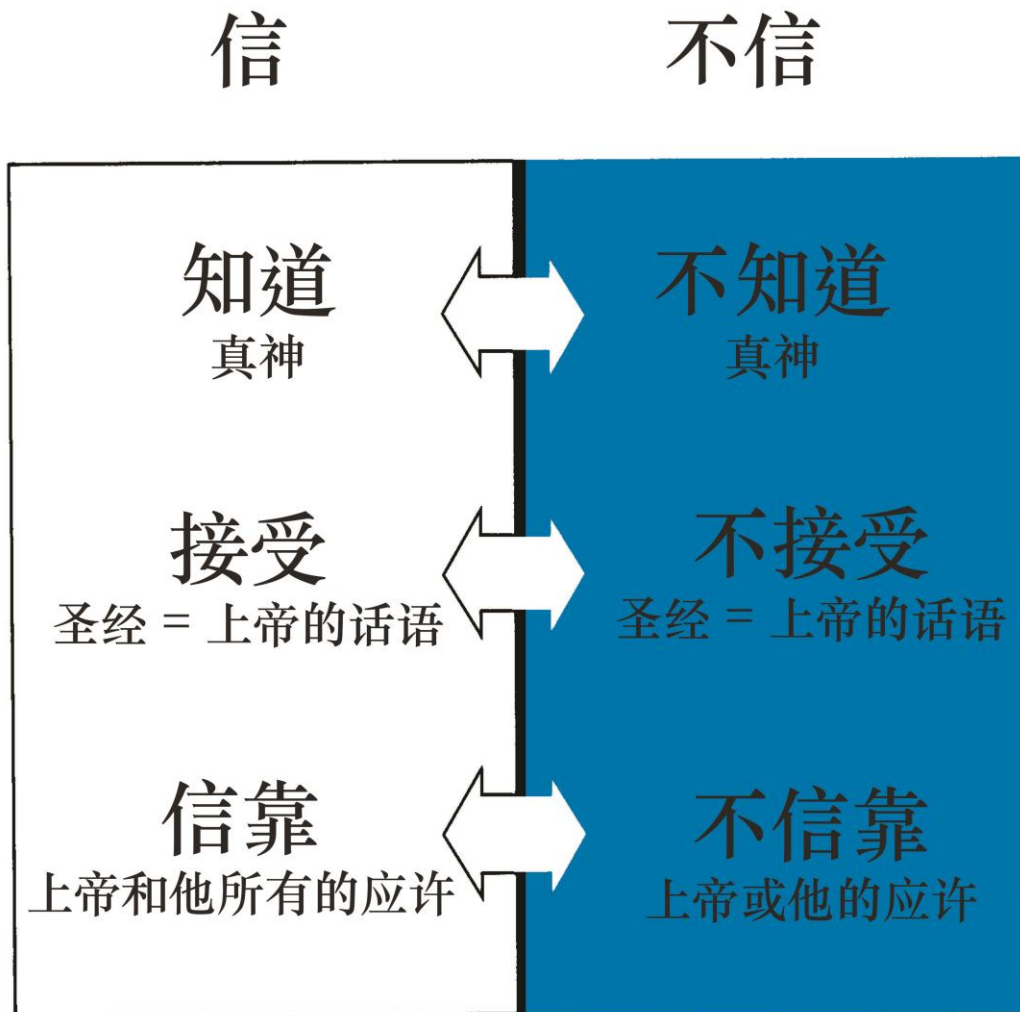 信
不信
知道
真神
不知道
真神
接受
圣经 = 上帝的话语
不接受
圣经 = 上帝的话语
信靠
上帝和他所有的应许
不信靠
上帝或他的应许